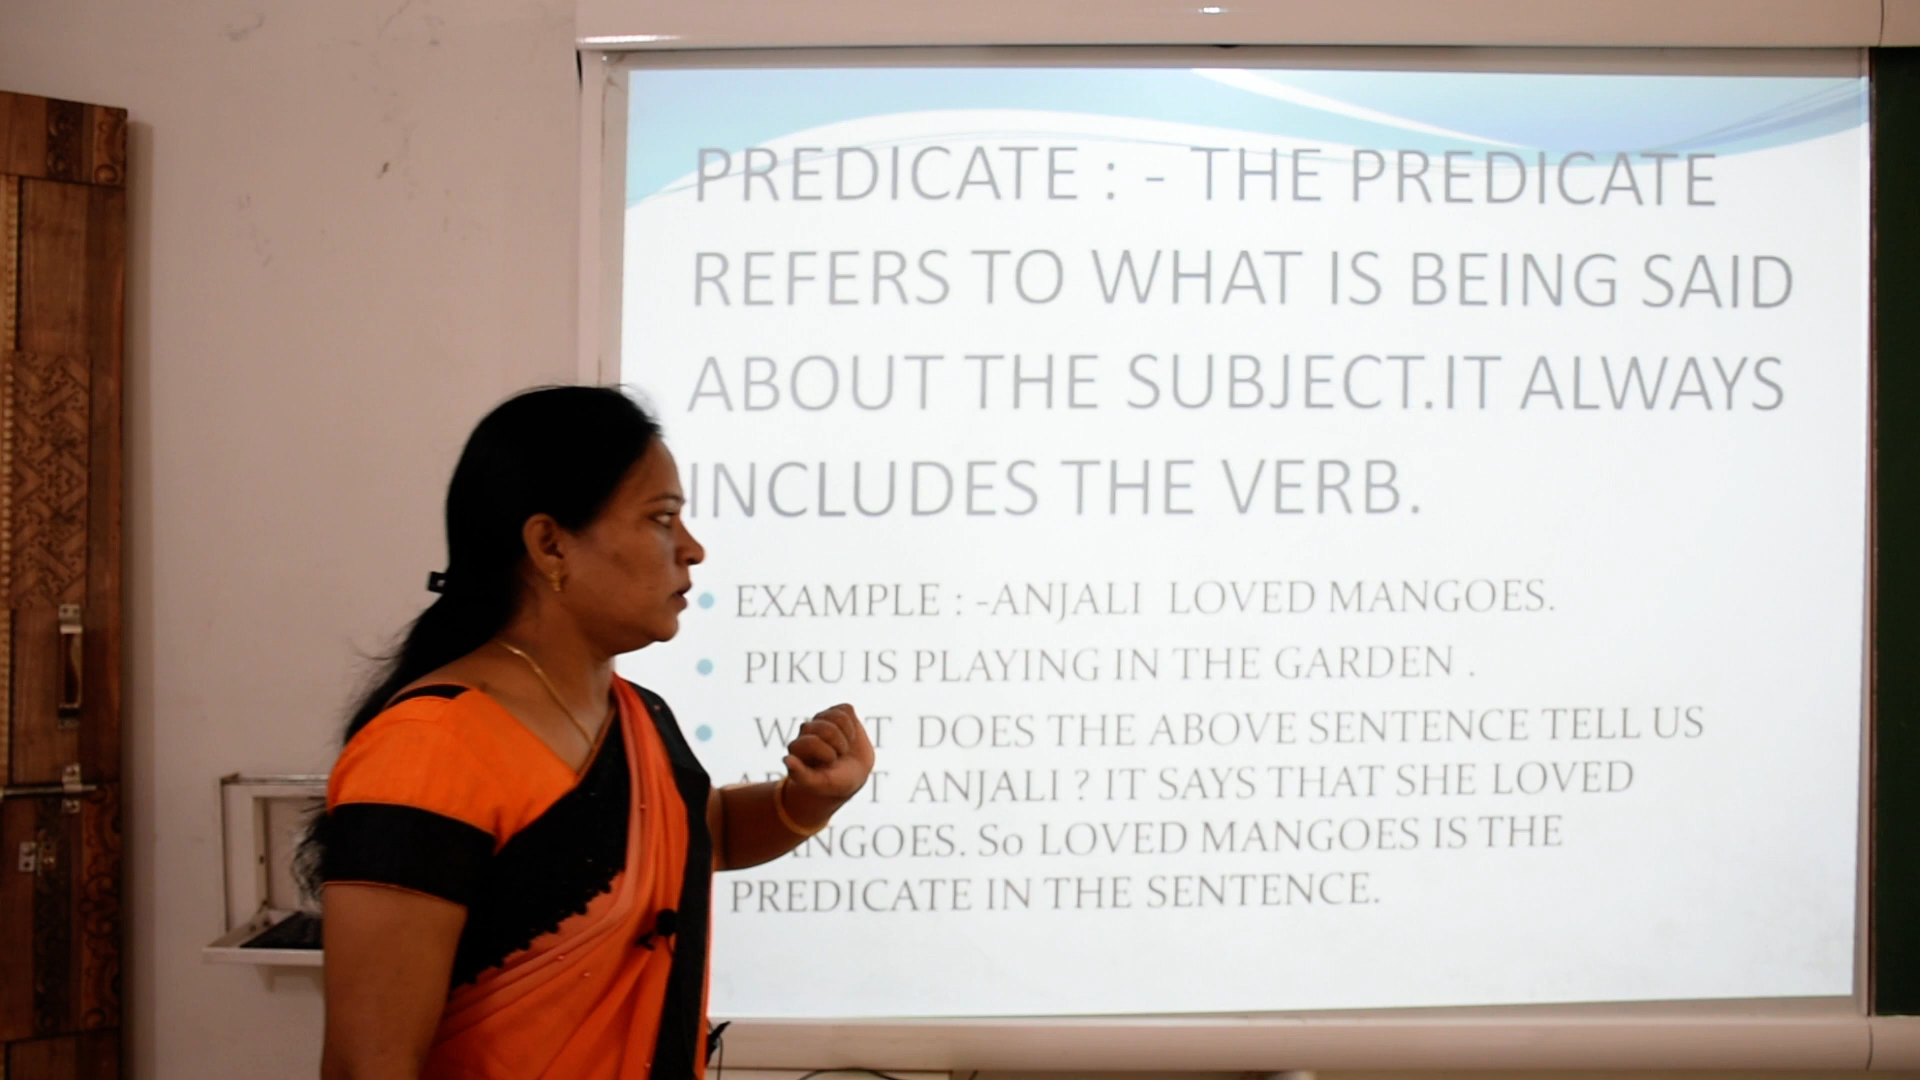 PREDICATE : - THE PREDICATE
REFERS TO WHAT IS BEING SAID
ABOUT THE SUBJECT.IT ALWAYS
INCLUDES THE VERB.
• EXAMPLE : -ANJALI LOVED MANGOES.
• PIKU IS PLAYING IN THE GARDEN .
• DOES THE ABOVE SENTENCE TELL US
ANJALI ? IT SAYS THAT SHE LOVED
SO LOVED MANGOES IS THE
PREDICATE IN THE SENTENCE.